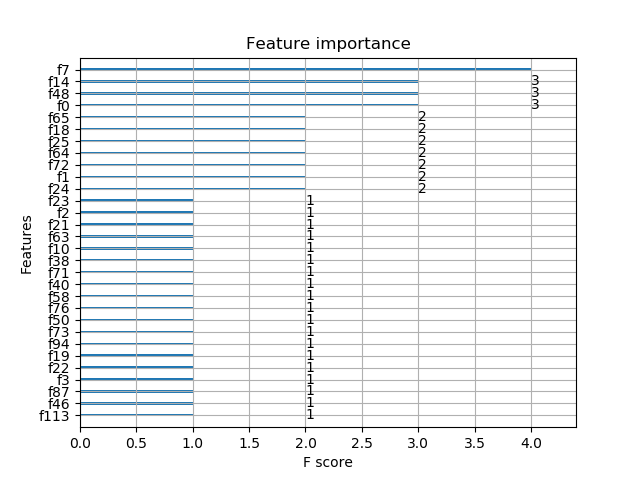 Feature importance
f7
f14 3
f48 3
f0 3
f65 2
f18 2
f25 2
f64 2
f72 2
f1 2
f24 2
f23 1
f2 1
f21 1
f63 1
f10 1
f38 1
f71 1
f40 1
f58 1
f76 1
f50 1
f73 1
f94 1
f19 1
f22 1
f3 1
f87 1
f46 1
f113 1
Features
0.0 0.5 1.0 1.5 2.0 2.5 3.0 3.5 4.0
F score